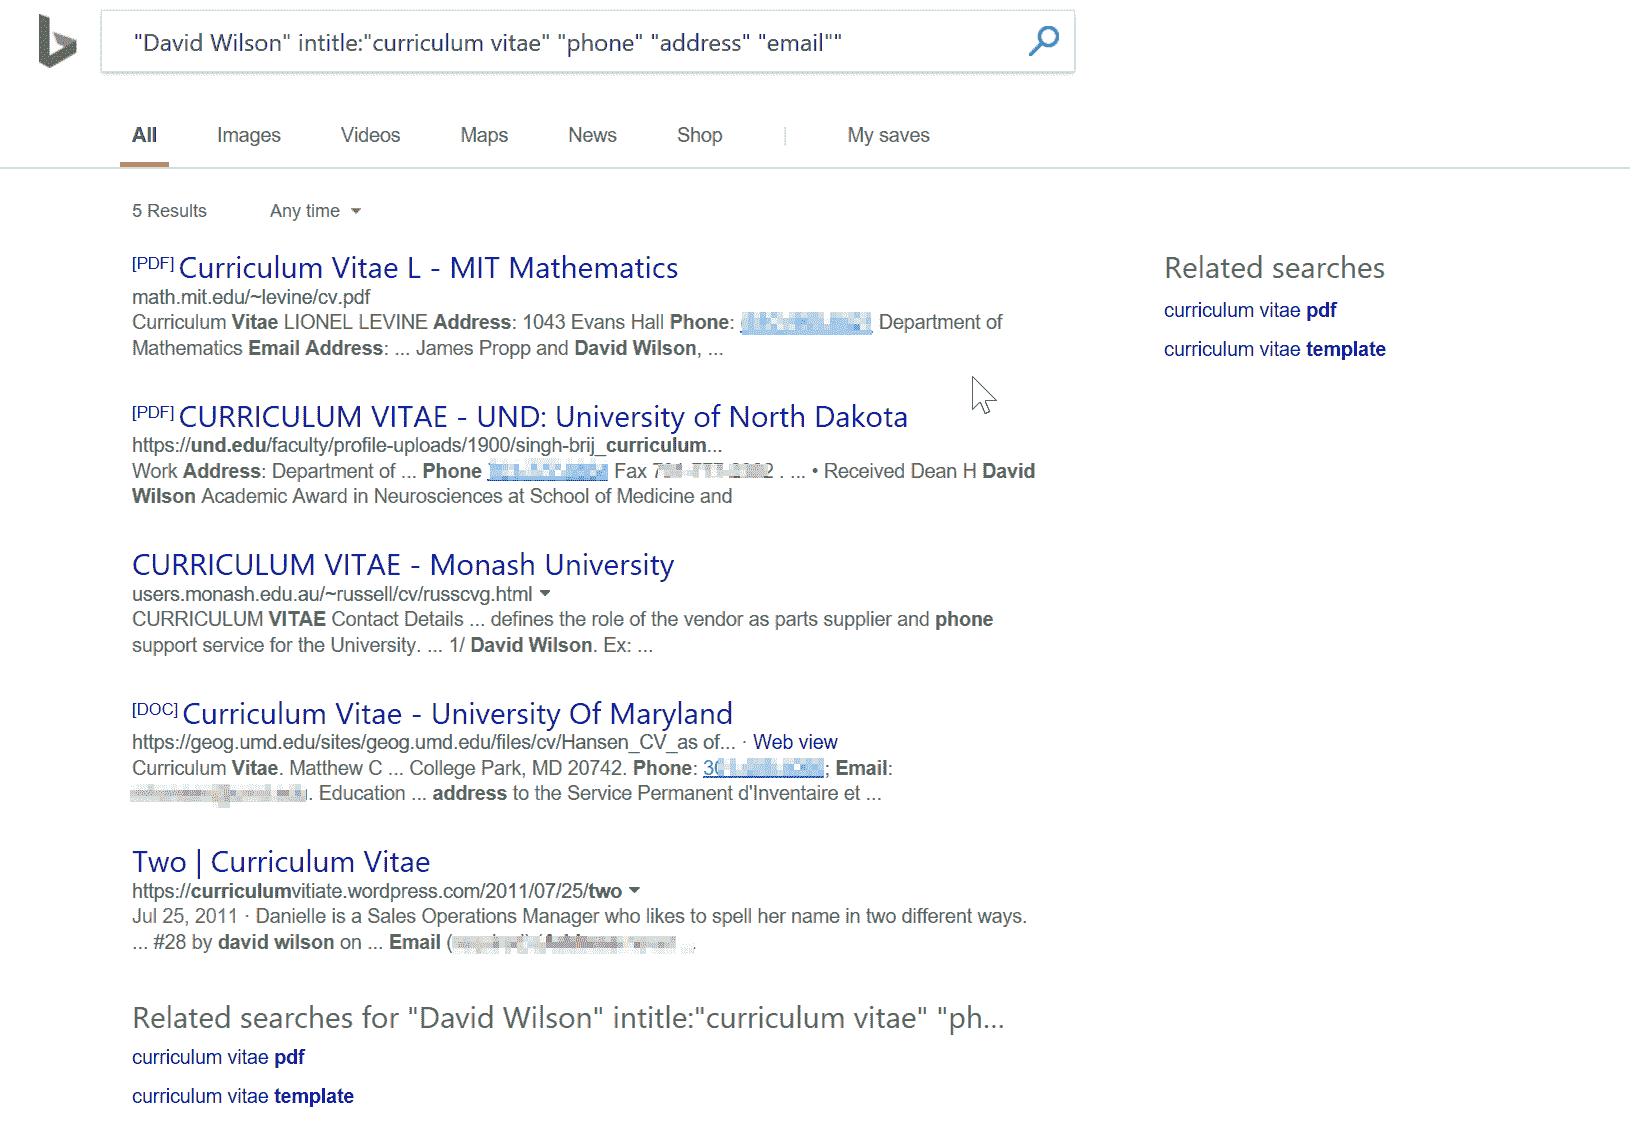 "David Wilson" intitle:"curriculum vitae" "phone" "address" "email""
All Images Videos Maps News Shop | My saves
5 Results Any time
[PDF] Curriculum Vitae L - MIT Mathematics
math.mit.edu/~levine/cv.pdf
Curriculum Vitae LIONEL LEVINE Address: 1043 Evans Hall Phone: Department of
Mathematics Email Address: ... James Propp and David Wilson, ...
Related searches
curriculum vitae pdf
curriculum vitae template
[PDF] CURRICULUM VITAE - UND: University of North Dakota
https://und.edu/faculty/profile-uploads/1900/singh-brij_curriculum...
Work Address: Department of ... Phone Fax . ... • Received Dean H David
Wilson Academic Award in Neurosciences at School of Medicine and
CURRICULUM VITAE - Monash University
users.monash.edu.au/~russell/cv/russcvg.html
CURRICULUM VITAE Contact Details ... defines the role of the vendor as parts supplier and phone
support service for the University. ... 1/ David Wilson. Ex: ...
[DOC] Curriculum Vitae - University Of Maryland
https://geog.umd.edu/sites/geog.umd.edu/files/cv/Hansen_CV_as of... · Web view
Curriculum Vitae. Matthew C ... College Park, MD 20742. Phone: ; Email:
. Education ... address to the Service Permanent d'Inventaire et ...
Two | Curriculum Vitae
https://curriculumvitiate.wordpress.com/2011/07/25/two
Jul 25, 2011 · Danielle is a Sales Operations Manager who likes to spell her name in two different ways.
... #28 by david wilson on ... Email (
Related searches for "David Wilson" intitle:"curriculum vitae" "ph...
curriculum vitae pdf
curriculum vitae template